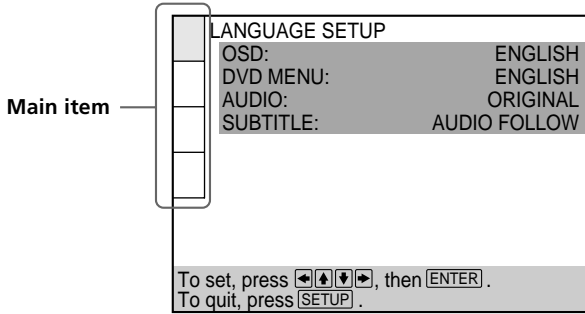 LANGUAGE SETUP
OSD: ENGLISH
DVD MENU: ENGLISH
AUDIO: ORIGINAL
SUBTITLE: AUDIO FOLLOW
Main item
To set, press ←↑↓→, then ENTER.
To quit, press SETUP.